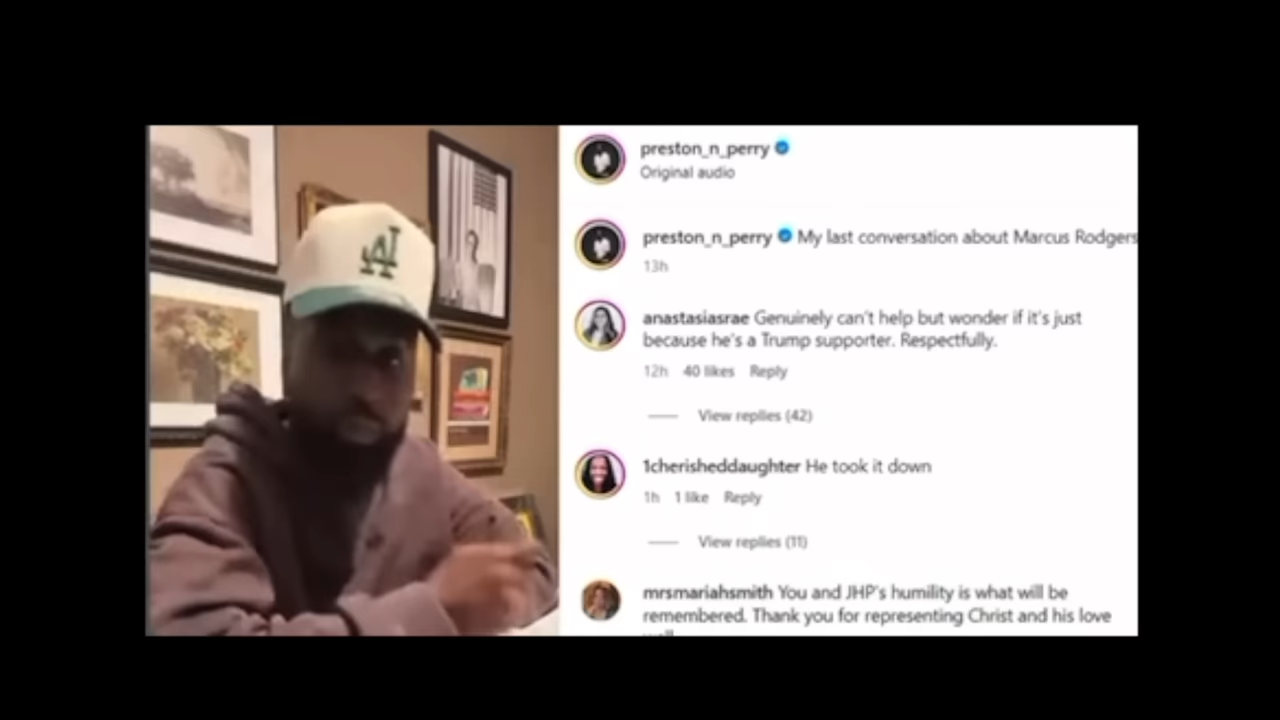 LA
preston_n_perry
Original audio
preston_n_perry My last conversation about Marcus Rodgers
13h
anastasiasrae Genuinely can't help but wonder if it's just
because he's a Trump supporter. Respectfully.
12h 40 likes Reply
View replies (42)
1cherisheddaughter He took it down
1h 1 like Reply
View replies (11)
mrsmariahsmith You and JHP's humility is what will be
remembered. Thank you for representing Christ and his love